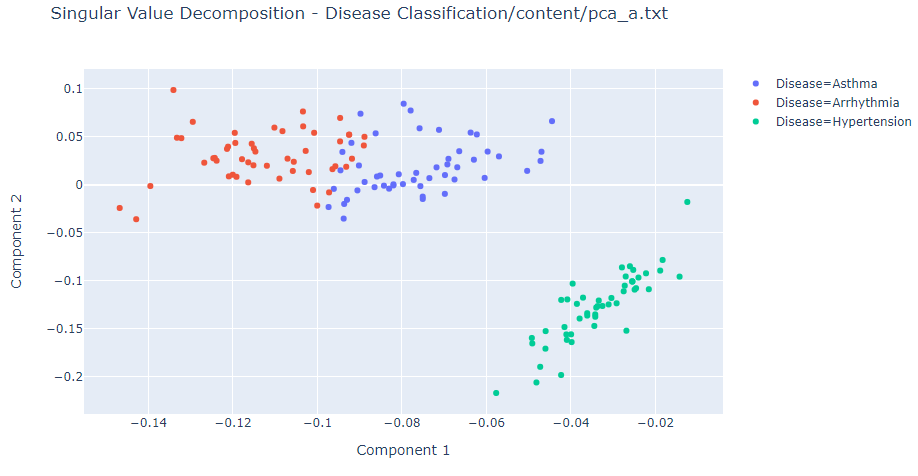 Singular Value Decomposition - Disease Classification/content/pca_a.txt
Disease=Asthma
Disease=Arrhythmia
Disease=Hypertension
0.1
0.05
0
−0.05
−0.1
−0.15
−0.2
Component 2
−0.14 −0.12 −0.1 −0.08 −0.06 −0.04 −0.02
Component 1